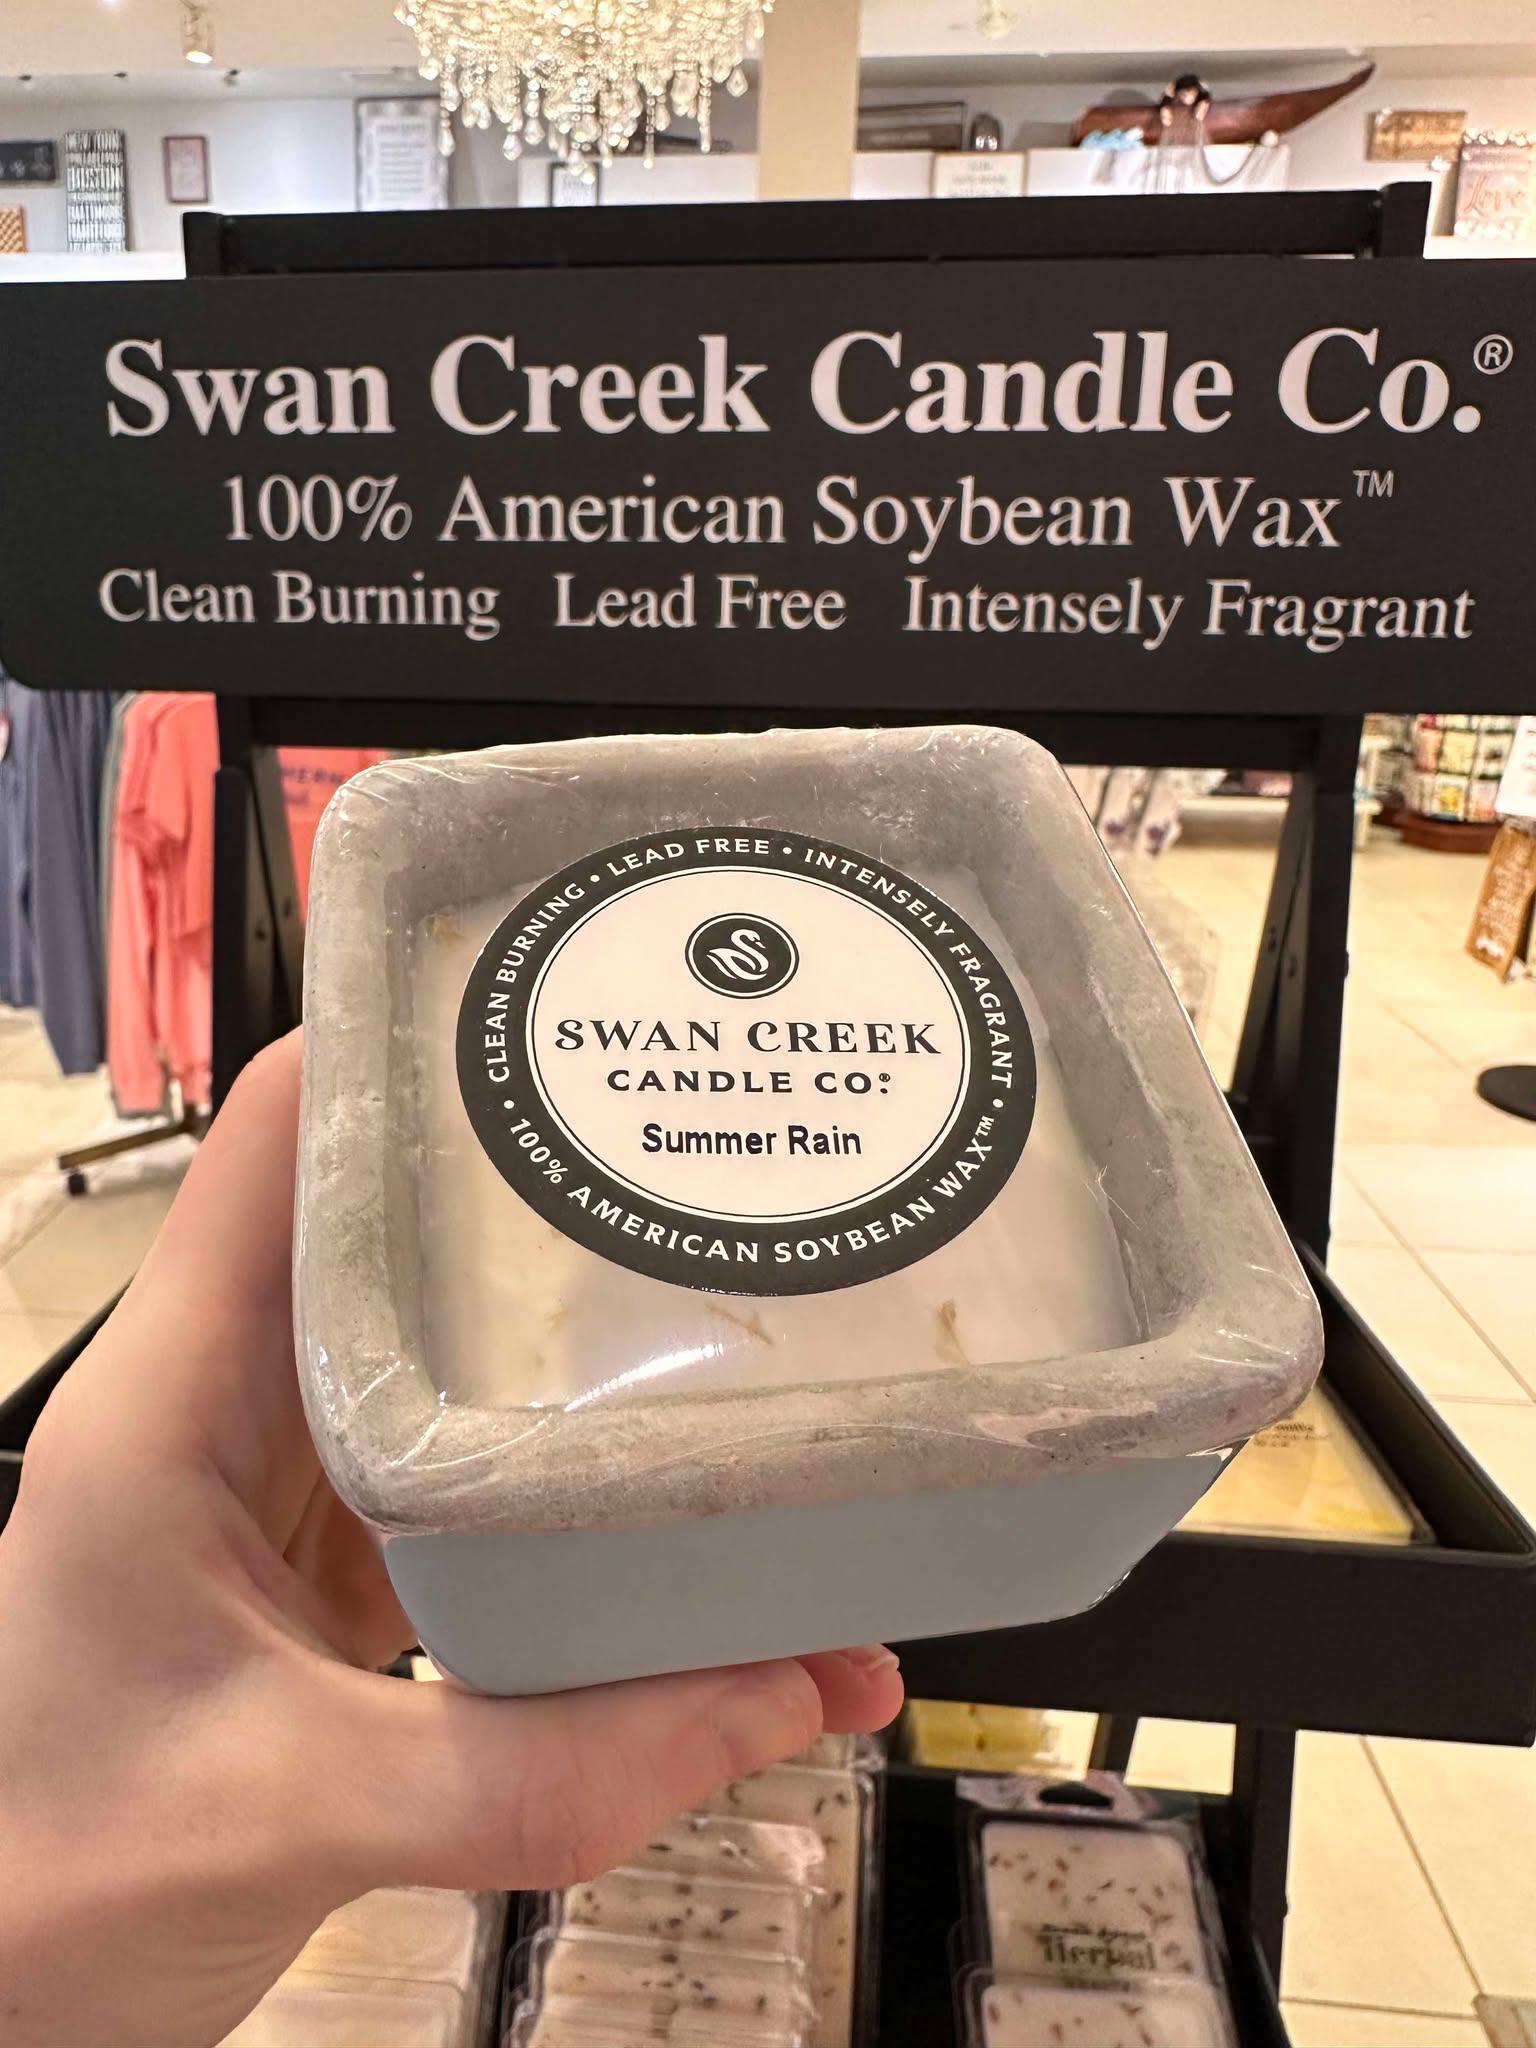 Swan Creek Candle Co.®
100% American Soybean Wax™
Clean Burning Lead Free Intensely Fragrant
CLEAN BURNING • LEAD FREE • INTENSELY FRAGRANT •
SWAN CREEK
CANDLE CO.®
Summer Rain
100% AMERICAN SOYBEAN WAX™ •
Love
Herbal